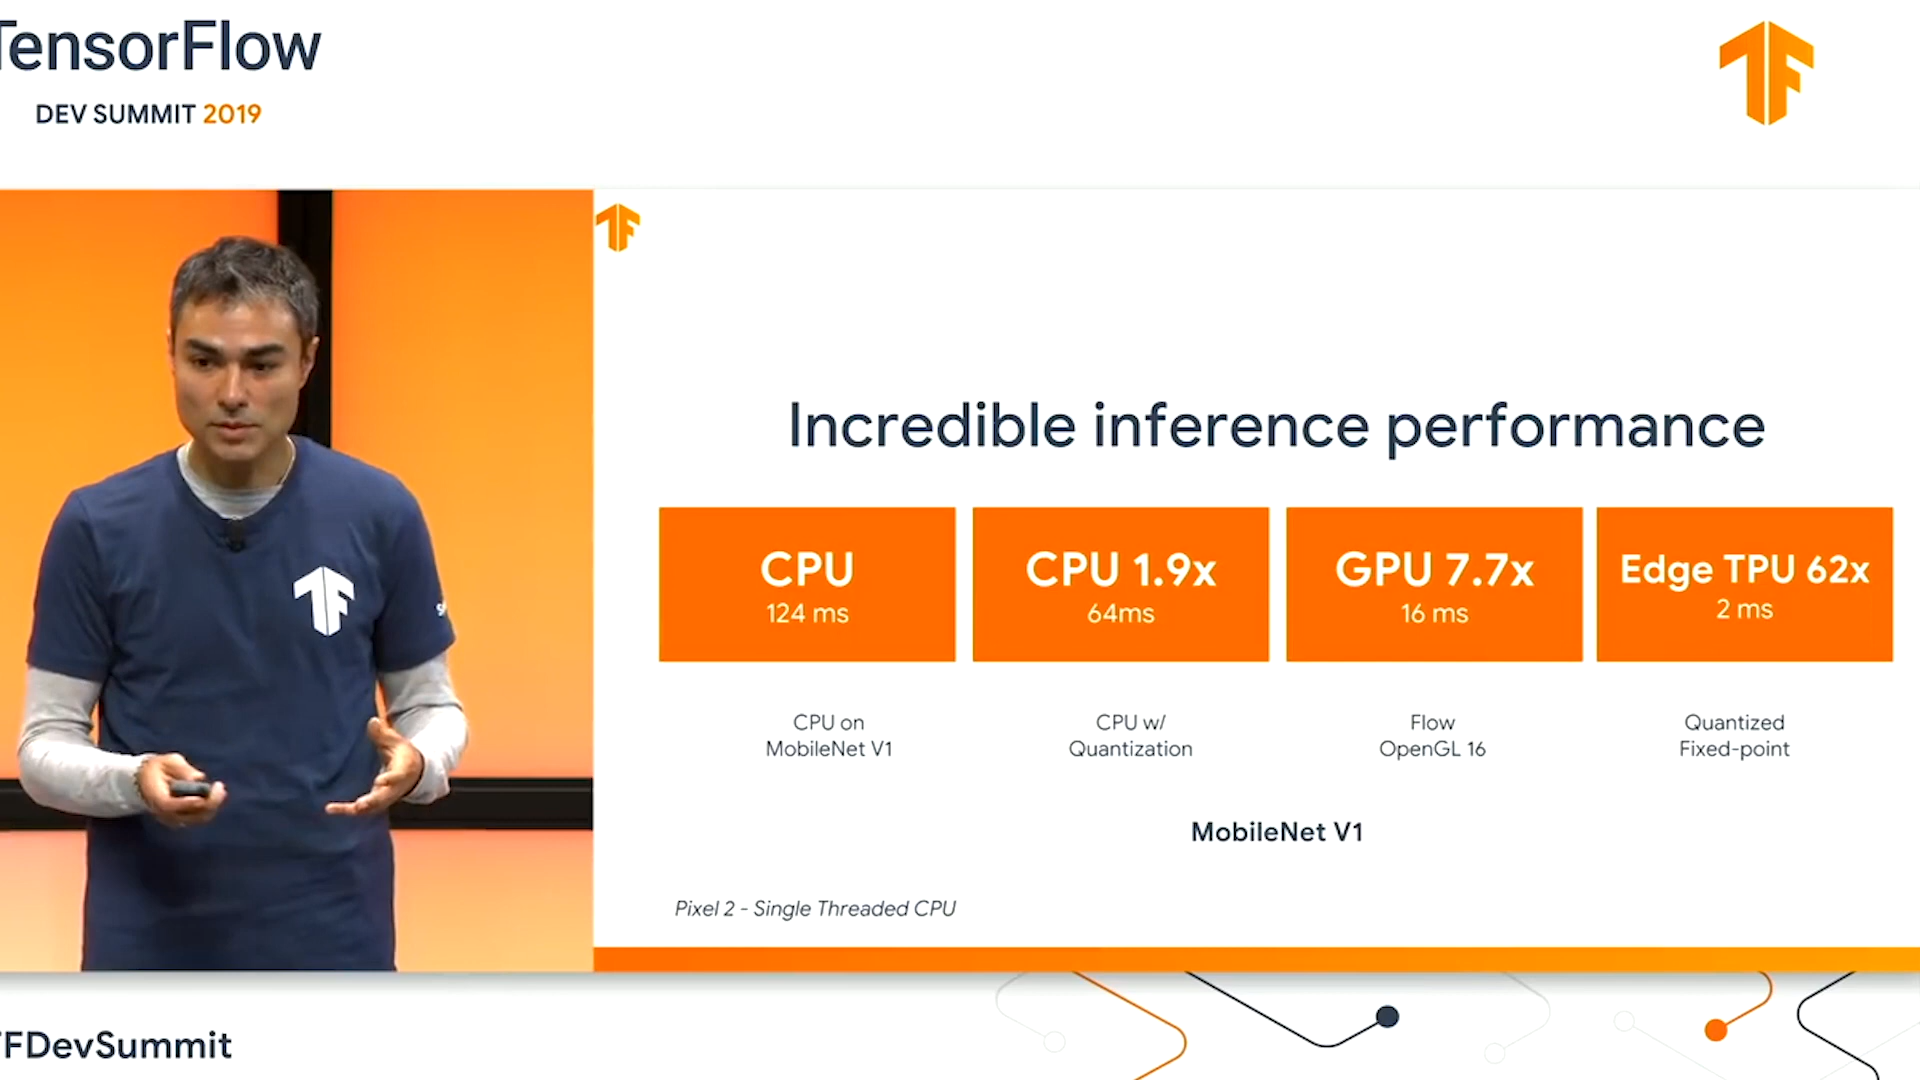 TensorFlow
DEV SUMMIT 2019
Incredible inference performance
CPU
124 ms
CPU 1.9x
64ms
GPU 7.7x
16 ms
Edge TPU 62x
2 ms
CPU on
MobileNet V1
CPU w/
Quantization
Flow
OpenGL 16
Quantized
Fixed-point
MobileNet V1
Pixel 2 - Single Threaded CPU
TFDevSummit